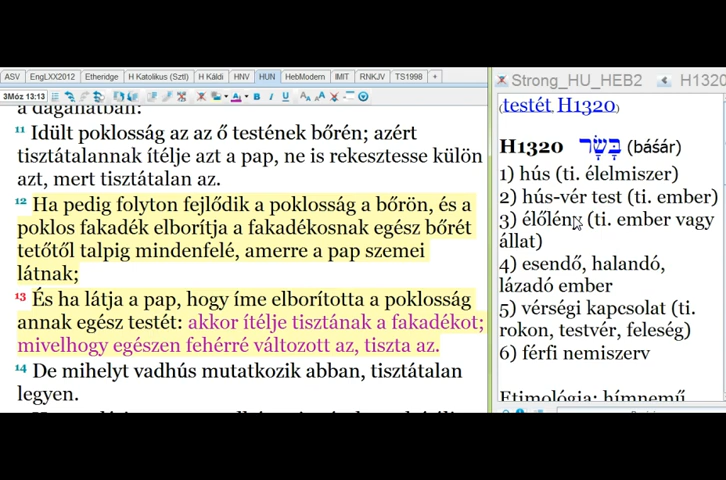 ASV EngLXX2012 Etheridge H Katolikus (SztI) H Káldi HNV HUN HebModern IMIT RNKJV TS1998 +
3Móz 13:13
a daganatban:
11 Idült poklosság az az ő testének bőrén; azért
tisztátalannak ítélje azt a pap, ne is rekesztesse külön
azt, mert tisztátalan az.
12 Ha pedig folyton fejlődik a poklosság a bőrön, és a
poklos fakadék elborítja a fakadékosnak egész bőrét
tetőtől talpig mindenfelé, amerre a pap szemei
látnak;
13 És ha látja a pap, hogy íme elborította a poklosság
annak egész testét: akkor ítélje tisztának a fakadékot;
mivelhogy egészen fehérré változott az, tiszta az.
14 De mihelyt vadhús mutatkozik abban, tisztátalan
legyen.
Strong_HU_HEB2 H1320
(testét, H1320)
H1320 בָּשָׂר (báśár)
1) hús (ti. élelmiszer)
2) hús-vér test (ti. ember)
3) élőlény (ti. ember vagy
állat)
4) esendő, halandó,
lázadó ember
5) vérségi kapcsolat (ti.
rokon, testvér, feleség)
6) férfi nemiszerv
Etimológia: hímnemű